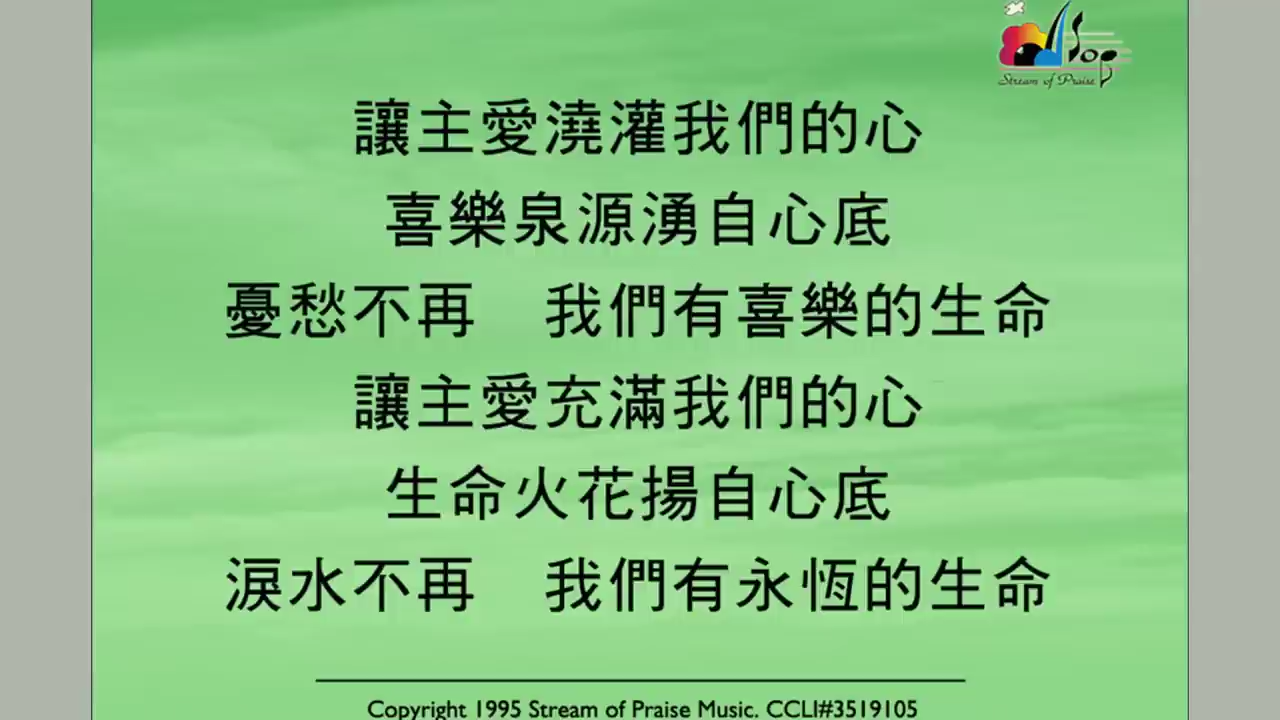 Sop
Stream of Praise
讓主愛澆灌我們的心
喜樂泉源湧自心底
憂愁不再　我們有喜樂的生命
讓主愛充滿我們的心
生命火花揚自心底
淚水不再　我們有永恆的生命
Copyright 1995 Stream of Praise Music. CCLI#3519105